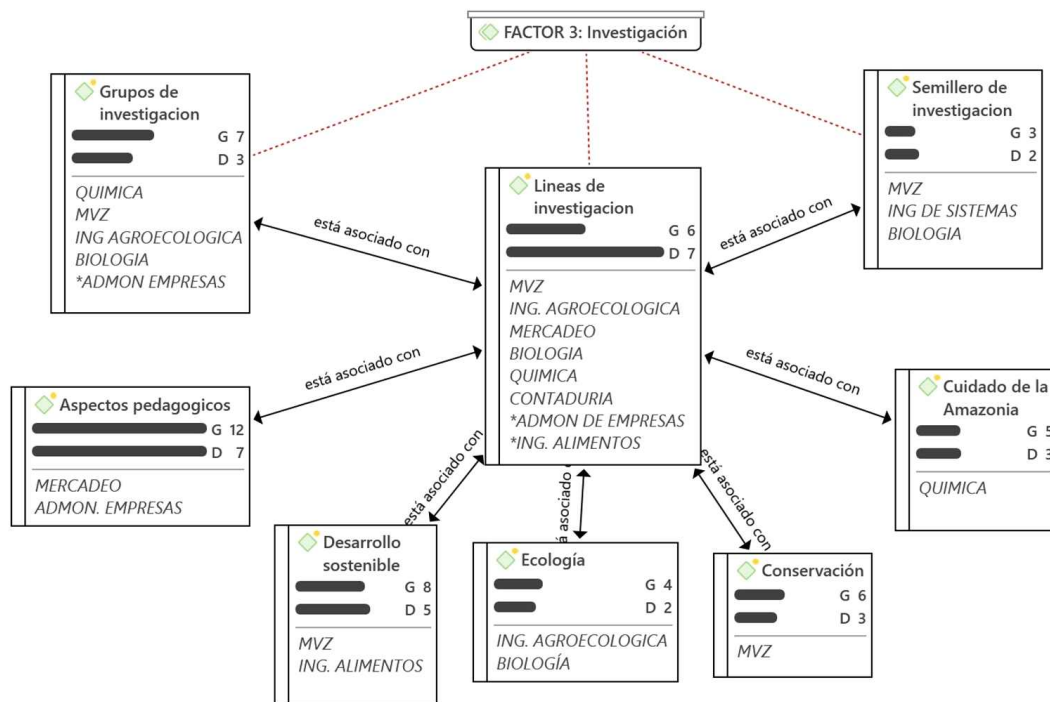 FACTOR 3: Investigación
Grupos de
investigacion
G 7
D 3
QUIMICA
MVZ
ING AGROECOLOGICA
BIOLOGIA
*ADMON EMPRESAS
Semillero de
investigacion
G 3
D 2
MVZ
ING DE SISTEMAS
BIOLOGIA
Lineas de
investigacion
G 6
D 7
MVZ
ING. AGROECOLOGICA
MERCADEO
BIOLOGIA
QUIMICA
CONTADURIA
*ADMON DE EMPRESAS
*ING. ALIMENTOS
está asociado con
está asociado con
está asociado con
está asociado con
Aspectos pedagogicos
G 12
D 7
MERCADEO
ADMON. EMPRESAS
Cuidado de la
Amazonia
G 5
D 3
QUIMICA
está asociado con
asociado
está asociado con
Desarrollo
sostenible
G 8
D 5
MVZ
ING. ALIMENTOS
Ecología
G 4
D 2
ING. AGROECOLOGICA
BIOLOGÍA
Conservación
G 6
D 3
MVZ